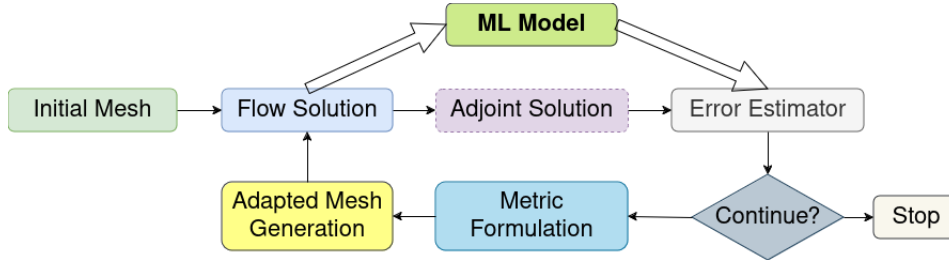 ML Model
Initial Mesh
Flow Solution
Adjoint Solution
Error Estimator
Adapted Mesh
Generation
Metric
Formulation
Continue?
Stop